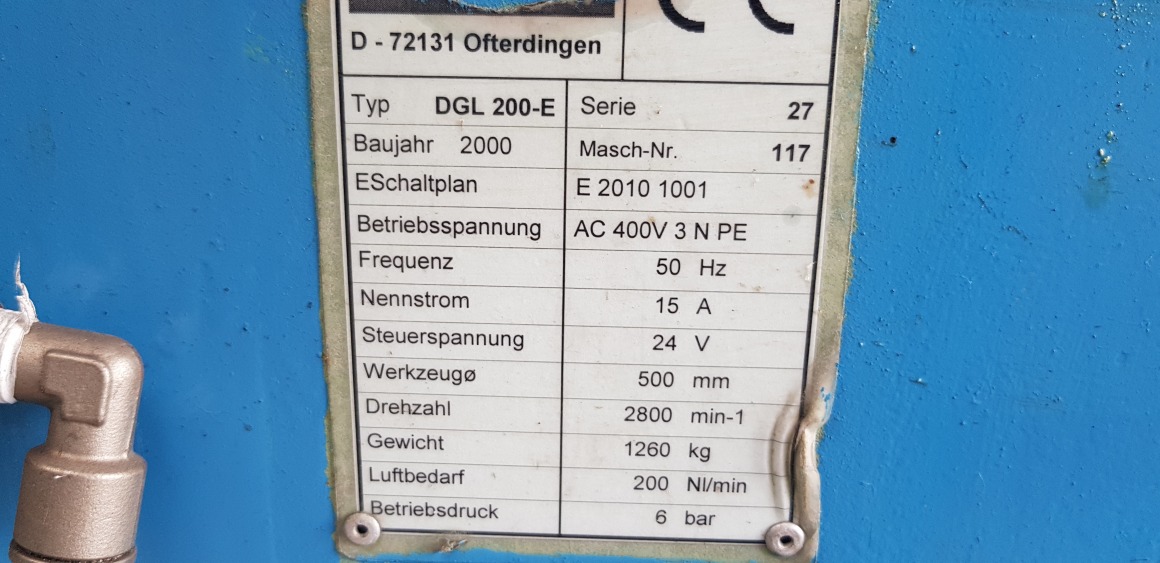 D - 72131 Ofterdingen
CE
Typ DGL 200-E Serie 27
Baujahr 2000 Masch-Nr. 117
ESchaltplan E 2010 1001
Betriebsspannung AC 400V 3 N PE
Frequenz 50 Hz
Nennstrom 15 A
Steuerspannung 24 V
Werkzeugø 500 mm
Drehzahl 2800 min-1
Gewicht 1260 kg
Luftbedarf 200 Nl/min
Betriebsdruck 6 bar